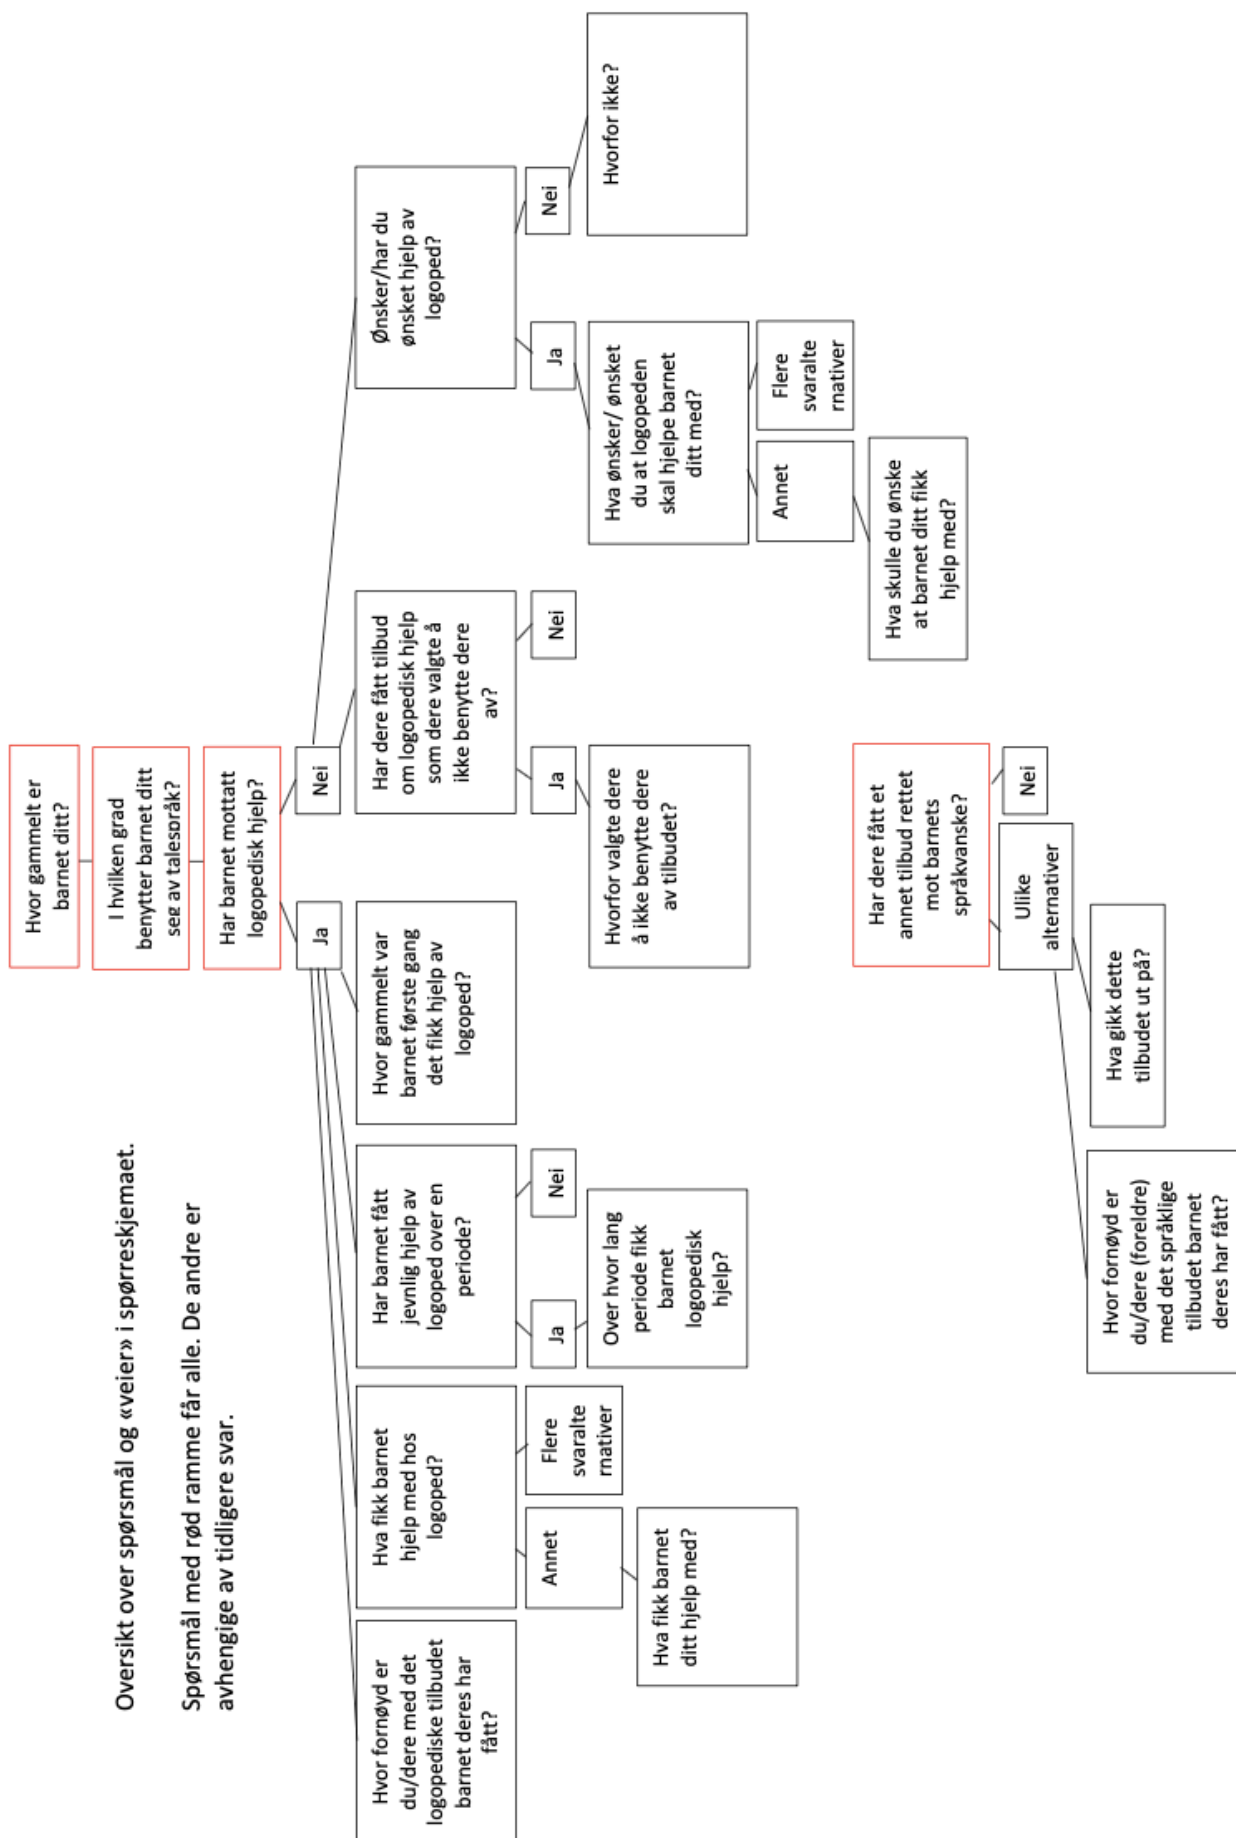 Oversikt over spørsmål og «veier» i spørreskjemaet.
Spørsmål med rød ramme får alle. De andre er
avhengige av tidligere svar.
Hvor gammelt er
barnet ditt?
I hvilken grad
benytter barnet ditt
seg av talespråk?
Har barnet mottatt
logopedisk hjelp?
Ja
Nei
Hvor fornøyd er
du/dere med det
logopediske tilbudet
barnet deres har
fått?
Hva fikk barnet
hjelp med hos
logoped?
Annet
Flere
svaralte
rnativer
Hva fikk barnet
ditt hjelp med?
Har barnet fått
jevnlig hjelp av
logoped over en
periode?
Ja
Nei
Over hvor lang
periode fikk
barnet
logopedisk
hjelp?
Hvor gammelt var
barnet første gang
det fikk hjelp av
logoped?
Har dere fått tilbud
om logopedisk hjelp
som dere valgte å
ikke benytte dere
av?
Ja
Nei
Hvorfor valgte dere
å ikke benytte dere
av tilbudet?
Ønsker/har du
ønsket hjelp av
logoped?
Ja
Nei
Hva ønsker/ ønsket
du at logopeden
skal hjelpe barnet
ditt med?
Hvorfor ikke?
Annet
Flere
svaralte
rnativer
Hva skulle du ønske
at barnet ditt fikk
hjelp med?
Har dere fått et
annet tilbud rettet
mot barnets
språkvanske?
Ulike
alternativer
Nei
Hvor fornøyd er
du/dere (foreldre)
med det språklige
tilbudet barnet
deres har fått?
Hva gikk dette
tilbudet ut på?